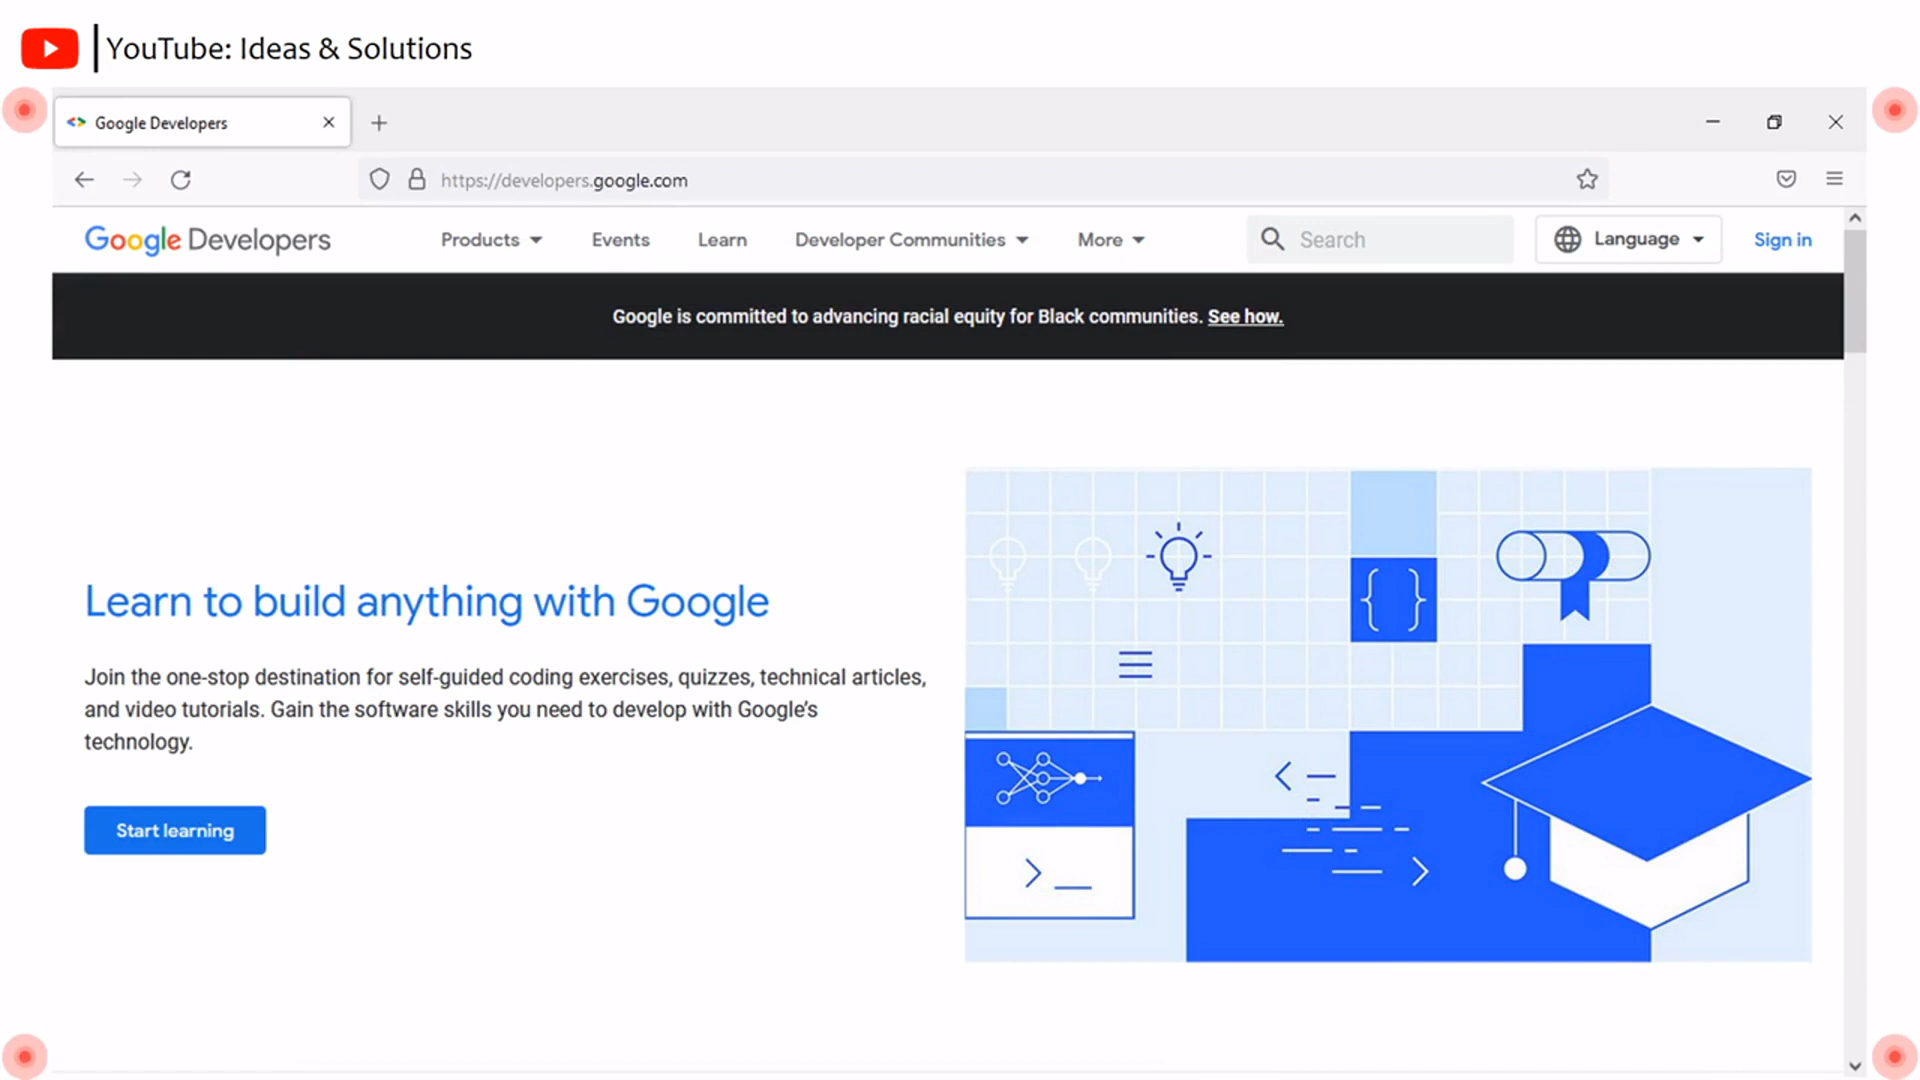 YouTube: Ideas & Solutions
Google Developers
https://developers.google.com
Google Developers Products Events Learn Developer Communities More Search Language Sign in
Google is committed to advancing racial equity for Black communities. See how.
Learn to build anything with Google
Join the one-stop destination for self-guided coding exercises, quizzes, technical articles,
and video tutorials. Gain the software skills you need to develop with Google’s
technology.
Start learning